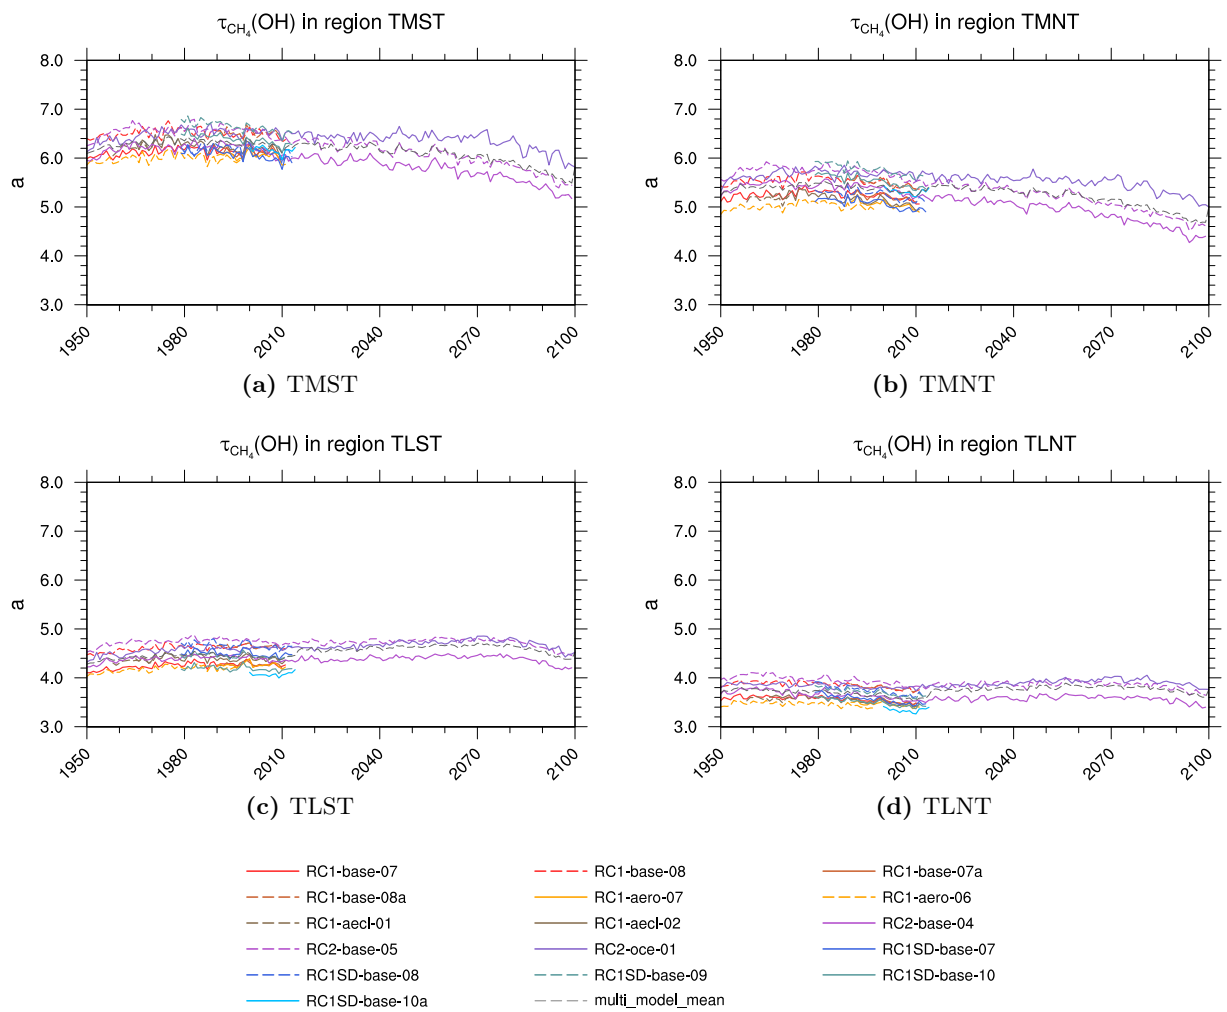 τCH₄(OH) in region TMST
τCH₄(OH) in region TMNT
8.0
7.0
6.0
5.0
4.0
3.0
a
1950 1980 2010 2040 2070 2100
8.0
7.0
6.0
5.0
4.0
3.0
1950 1980 2010 2040 2070 2100
(a) TMST
(b) TMNT
τCH₄(OH) in region TLST
τCH₄(OH) in region TLNT
8.0
7.0
6.0
5.0
4.0
3.0
a
1950 1980 2010 2040 2070 2100
8.0
7.0
6.0
5.0
4.0
3.0
1950 1980 2010 2040 2070 2100
(c) TLST
(d) TLNT
RC1-base-07 RC1-base-08 RC1-base-07a
RC1-base-08a RC1-aero-07 RC1-aero-06
RC1-aecl-01 RC1-aecl-02 RC2-base-04
RC2-base-05 RC2-oce-01 RC1SD-base-07
RC1SD-base-08 RC1SD-base-09 RC1SD-base-10
RC1SD-base-10a multi_model_mean